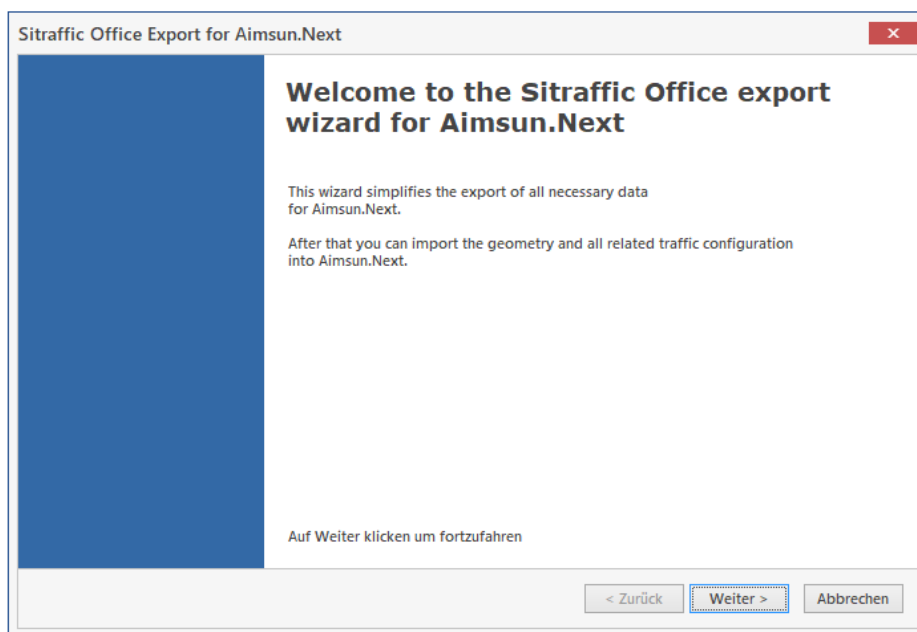 Sitraffic Office Export for Aimsun.Next
Welcome to the Sitraffic Office export
wizard for Aimsun.Next
This wizard simplifies the export of all necessary data
for Aimsun.Next.
After that you can import the geometry and all related traffic configuration
into Aimsun.Next.
Auf Weiter klicken um fortzufahren
< Zurück
Weiter >
Abbrechen